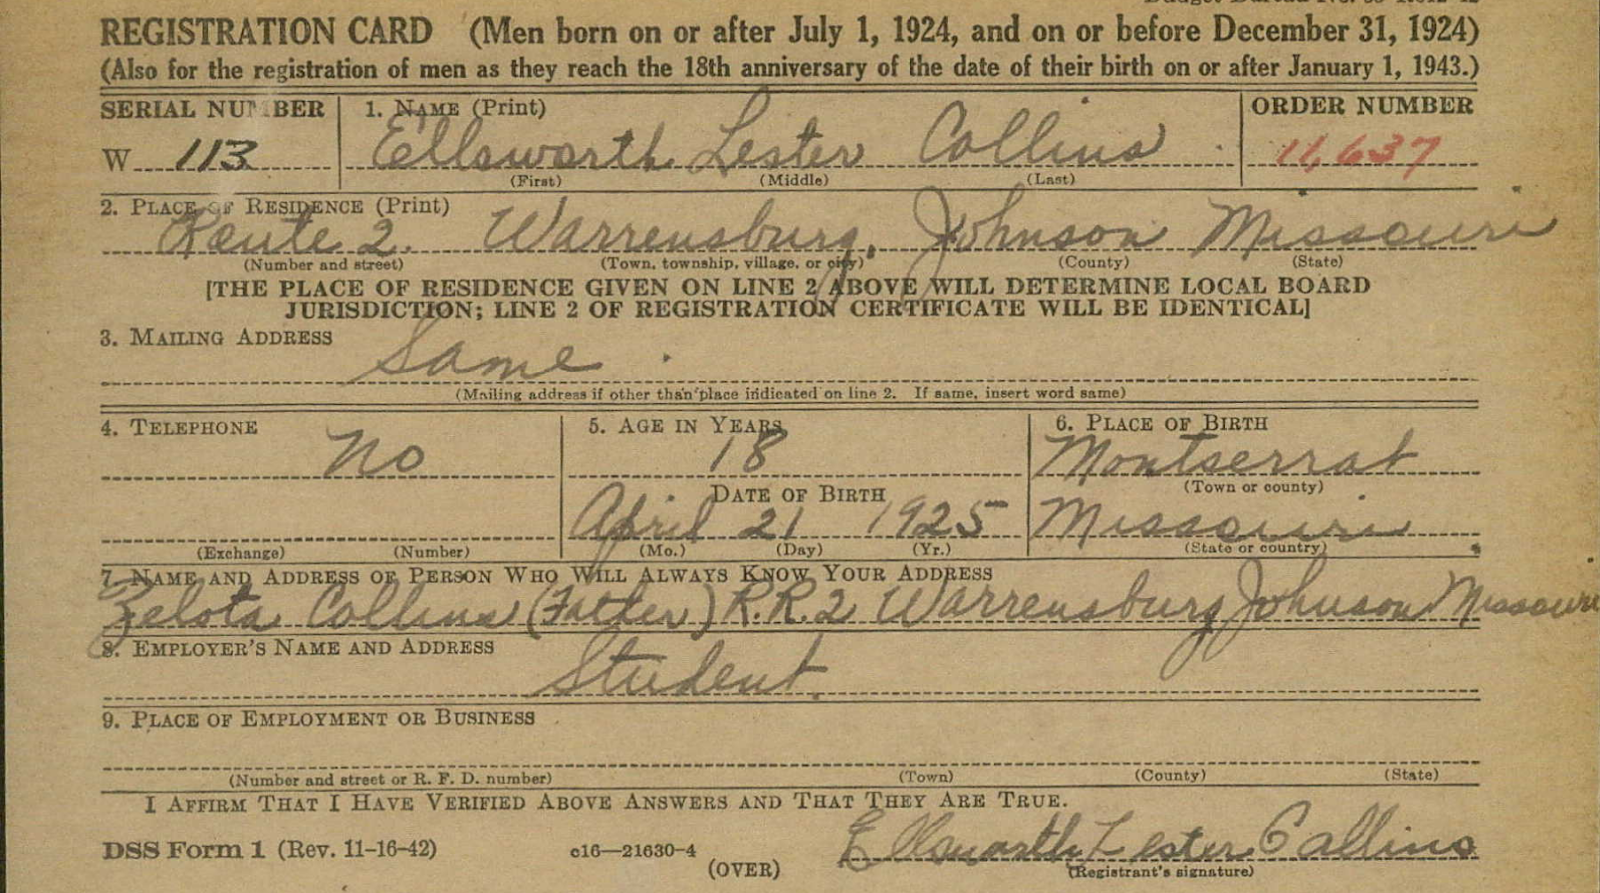 REGISTRATION CARD (Men born on or after July 1, 1924, and on or before December 31, 1924)
(Also for the registration of men as they reach the 18th anniversary of the date of their birth on or after January 1, 1943.)
SERIAL NUMBER 1. NAME (Print) ORDER NUMBER
W 113 Ellsworth Lester Collins 11,637
(First) (Middle) (Last)
2. PLACE OF RESIDENCE (Print)
Route 2. Warrensburg, Johnson Missouri
(Number and street) (Town, township, village, or city) (County) (State)
[THE PLACE OF RESIDENCE GIVEN ON LINE 2 ABOVE WILL DETERMINE LOCAL BOARD
JURISDICTION; LINE 2 OF REGISTRATION CERTIFICATE WILL BE IDENTICAL]
3. MAILING ADDRESS
Same
(Mailing address if other than place indicated on line 2. If same, insert word same)
4. TELEPHONE 5. AGE IN YEARS 6. PLACE OF BIRTH
No 18 Montserrat
DATE OF BIRTH (Town or county)
April 21 1925 Missouri
(Exchange) (Number) (Mo.) (Day) (Yr.) (State or country)
7. NAME AND ADDRESS OF PERSON WHO WILL ALWAYS KNOW YOUR ADDRESS
Zelota Collins (Father) R.R.2 Warrensburg Johnson Missouri
8. EMPLOYER'S NAME AND ADDRESS
Student
9. PLACE OF EMPLOYMENT OR BUSINESS
(Number and street or R. F. D. number) (Town) (County) (State)
I AFFIRM THAT I HAVE VERIFIED ABOVE ANSWERS AND THAT THEY ARE TRUE.
DSS Form 1 (Rev. 11-16-42) c16—21630-4 Ellsworth Lester Collins
(OVER) (Registrant's signature)